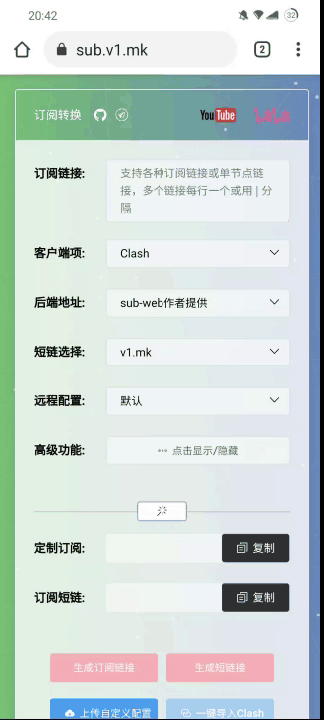 20:42
32
sub.v1.mk
2
订阅转换
YouTube
订阅链接:
支持各种订阅链接或单节点链
接，多个链接每行一个或用 | 分
隔
客户端项:
Clash
后端地址:
sub-web作者提供
短链选择:
v1.mk
远程配置:
默认
高级功能:
点击显示/隐藏
定制订阅:
复制
订阅短链:
复制
生成订阅链接
生成短链接
上传自定义配置
一键导入Clash